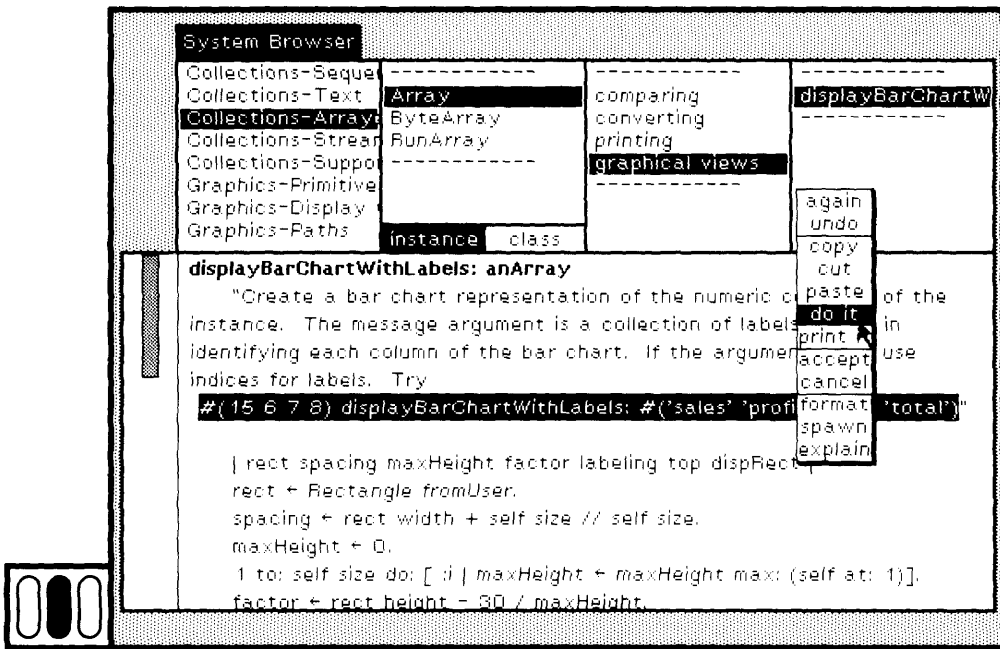 System Browser
Collections-Seque
Collections-Text
Collections-Array
Collections-Stream
Collections-Suppo
Graphics-Primitive
Graphics-Display
Graphics-Paths
-------------
Array
ByteArray
RunArray
-------------
instance class
-------------
comparing
converting
printing
graphical views
-------------
-------------
displayBarChartW
-------------
again
undo
copy
cut
paste
do it
print
accept
cancel
format
spawn
explain
displayBarChartWithLabels: anArray
"Create a bar chart representation of the numeric of the
instance. The message argument is a collection of labels in
identifying each column of the bar chart. If the argumen use
indices for labels. Try
#(15 6 7 8) displayBarChartWithLabels: #('sales' 'profi 'total')"
| rect spacing maxHeight factor labeling top dispRect |
rect ← Rectangle fromUser.
spacing ← rect width + self size // self size.
maxHeight ← 0.
1 to: self size do: [ :i | maxHeight ← maxHeight max: (self at: 1)].
factor ← rect height - 30 / maxHeight.